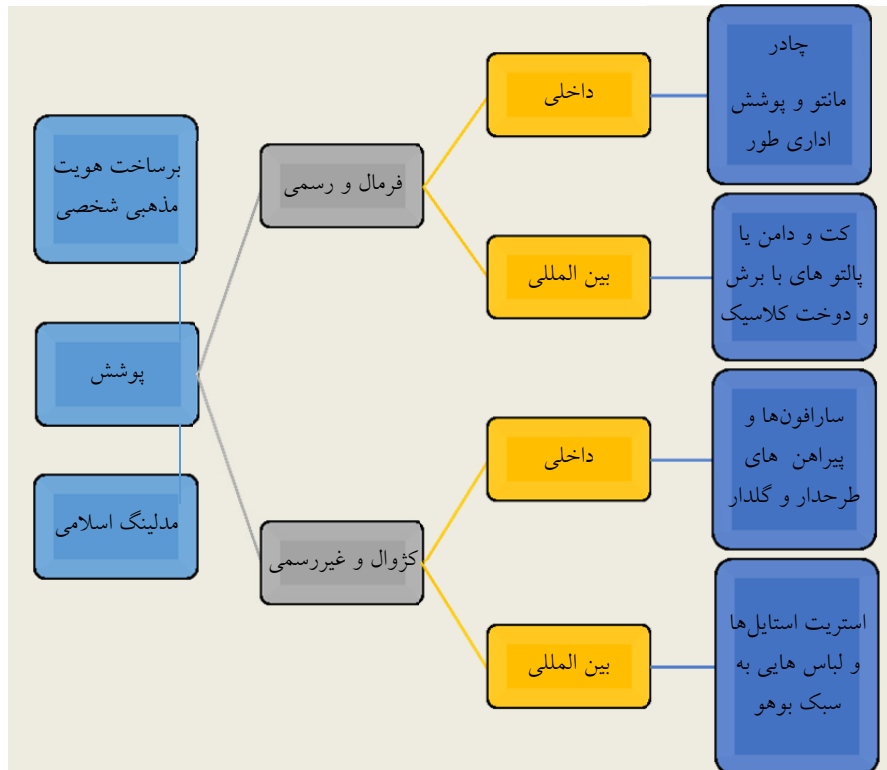 برساخت هویت
مذهبی شخصی
پوشش
مدلینگ اسلامی
فرمال و رسمی
کژوال و غیررسمی
داخلی
بین المللی
داخلی
بین المللی
چادر
مانتو و پوشش
اداری طور
کت و دامن یا
پالتو های با برش
و دوخت کلاسیک
سارافون‌ها و
پیراهن های
طرحدار و گلدار
استریت استایل‌ها
و لباس هایی به
سبک بوهو